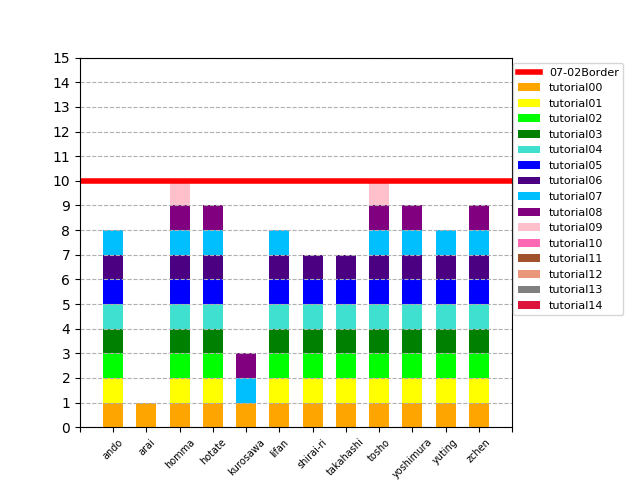 15
14
13
12
11
10
9
8
7
6
5
4
3
2
1
0
ando
arai
homma
hotate
kurosawa
lifan
shirai-ri
takahashi
tosho
yoshimura
yuting
zchen
07-02Border
tutorial00
tutorial01
tutorial02
tutorial03
tutorial04
tutorial05
tutorial06
tutorial07
tutorial08
tutorial09
tutorial10
tutorial11
tutorial12
tutorial13
tutorial14